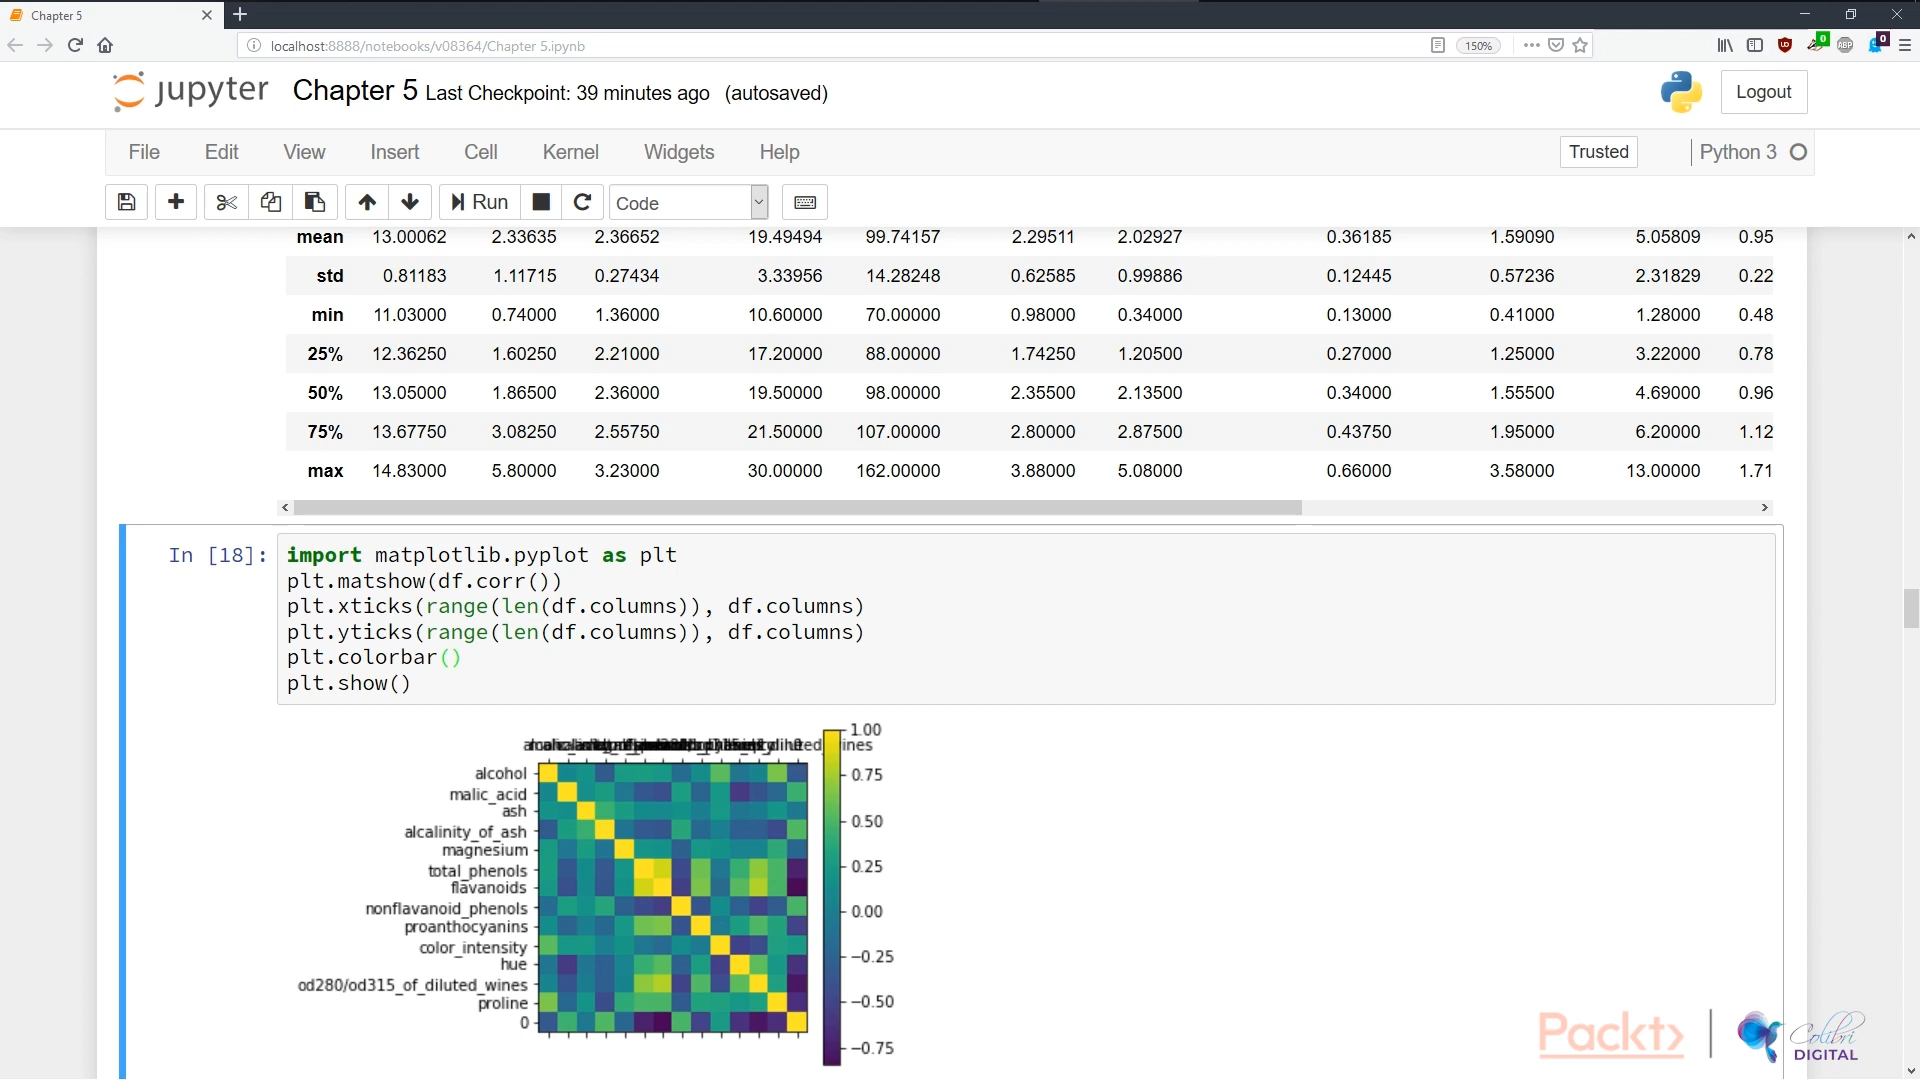 Chapter 5
localhost:8888/notebooks/v08364/Chapter 5.ipynb
150%
0
ABP
0
jupyter Chapter 5 Last Checkpoint: 39 minutes ago (autosaved)
Logout
File Edit View Insert Cell Kernel Widgets Help
Trusted
Python 3
Run
Code
mean 13.00062 2.33635 2.36652 19.49494 99.74157 2.29511 2.02927 0.36185 1.59090 5.05809 0.95
std 0.81183 1.11715 0.27434 3.33956 14.28248 0.62585 0.99886 0.12445 0.57236 2.31829 0.22
min 11.03000 0.74000 1.36000 10.60000 70.00000 0.98000 0.34000 0.13000 0.41000 1.28000 0.48
25% 12.36250 1.60250 2.21000 17.20000 88.00000 1.74250 1.20500 0.27000 1.25000 3.22000 0.78
50% 13.05000 1.86500 2.36000 19.50000 98.00000 2.35500 2.13500 0.34000 1.55500 4.69000 0.96
75% 13.67750 3.08250 2.55750 21.50000 107.00000 2.80000 2.87500 0.43750 1.95000 6.20000 1.12
max 14.83000 5.80000 3.23000 30.00000 162.00000 3.88000 5.08000 0.66000 3.58000 13.00000 1.71
In [18]:
import matplotlib.pyplot as plt
plt.matshow(df.corr())
plt.xticks(range(len(df.columns)), df.columns)
plt.yticks(range(len(df.columns)), df.columns)
plt.colorbar()
plt.show()
alcohol
malic_acid
ash
alcalinity_of_ash
magnesium
total_phenols
flavanoids
nonflavanoid_phenols
proanthocyanins
color_intensity
hue
od280/od315_of_diluted_wines
proline
0
1.00
0.75
0.50
0.25
0.00
−0.25
−0.50
−0.75
Packt>
Colibri
DIGITAL